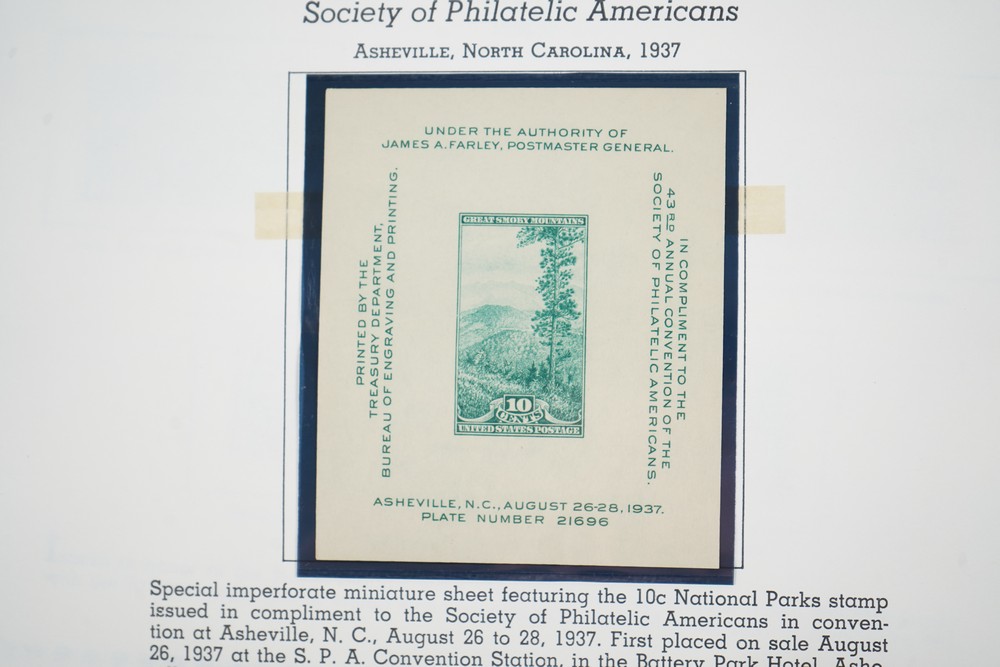 Society of Philatelic Americans
Asheville, North Carolina, 1937
UNDER THE AUTHORITY OF
JAMES A. FARLEY, POSTMASTER GENERAL.
PRINTED BY THE
TREASURY DEPARTMENT,
BUREAU OF ENGRAVING AND PRINTING.
GREAT SMOKY MOUNTAINS
10
CENTS
UNITED STATES POSTAGE
IN COMPLIMENT TO THE
43RD ANNUAL CONVENTION OF THE
SOCIETY OF PHILATELIC AMERICANS.
ASHEVILLE, N.C., AUGUST 26-28, 1937.
PLATE NUMBER 21696
Special imperforate miniature sheet featuring the 10c National Parks stamp
issued in compliment to the Society of Philatelic Americans in conven-
tion at Asheville, N. C., August 26 to 28, 1937. First placed on sale August
26, 1937 at the S. P. A. Convention Station, in the Battery Park Hotel, Ashe